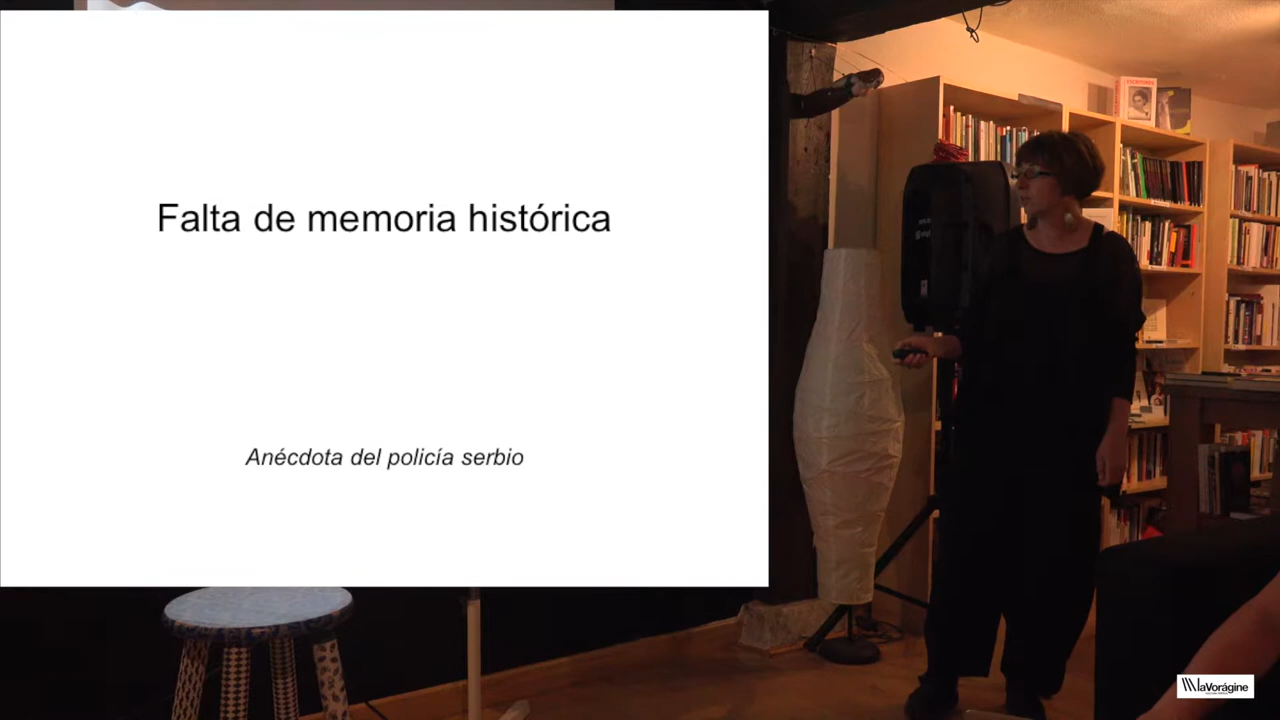 Falta de memoria histórica
Anécdota del policía serbio
laVorágine